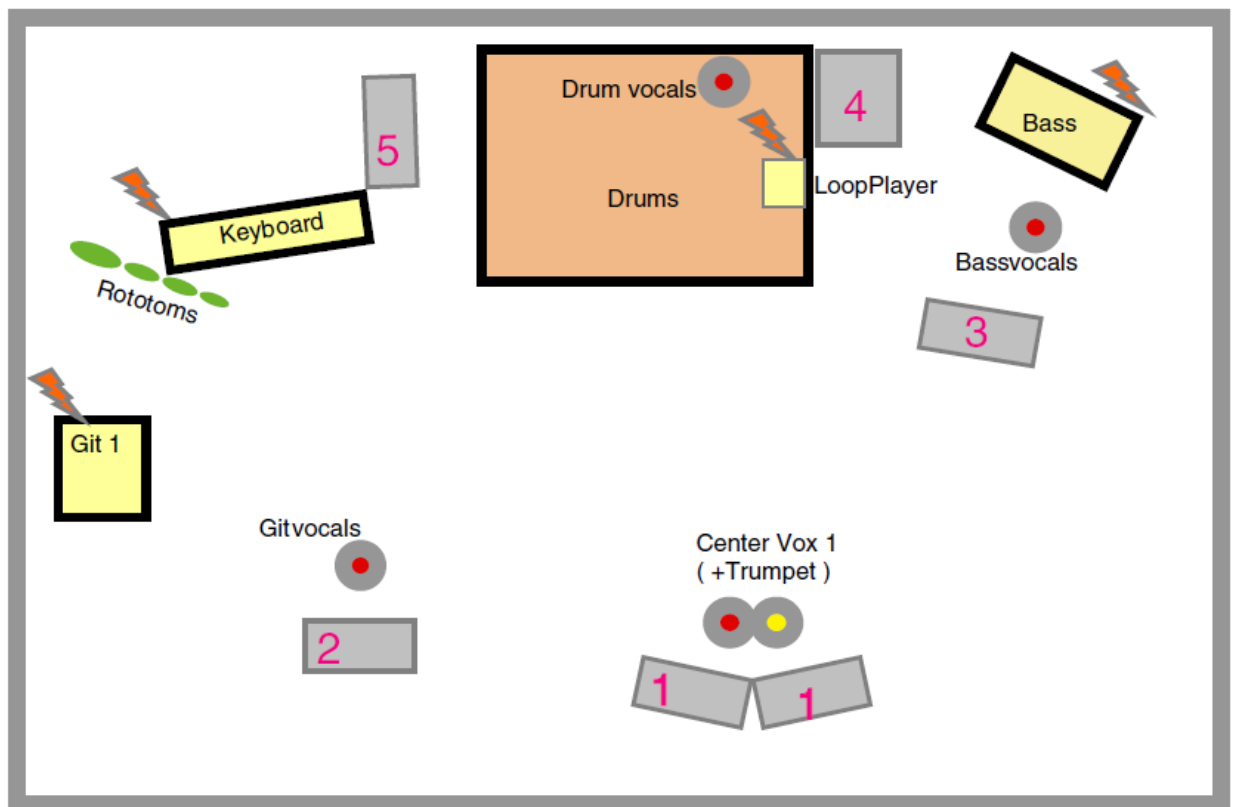 Drum vocals
4
Bass
5
LoopPlayer
Drums
Keyboard
Bassvocals
Rototoms
3
Git 1
Gitvocals
Center Vox 1
( +Trumpet )
2
1
1